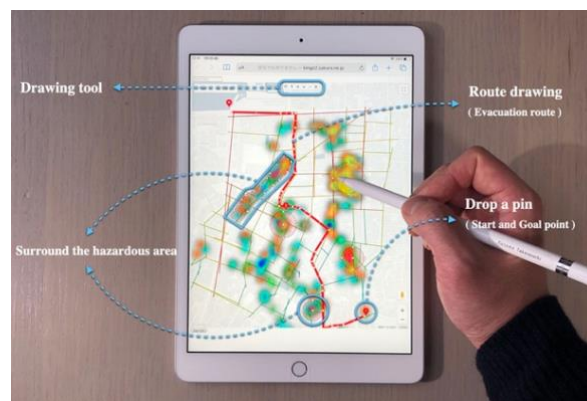 Drawing tool
Route drawing
( Evacuation route )
Drop a pin
( Start and Goal point )
Surround the hazardous area